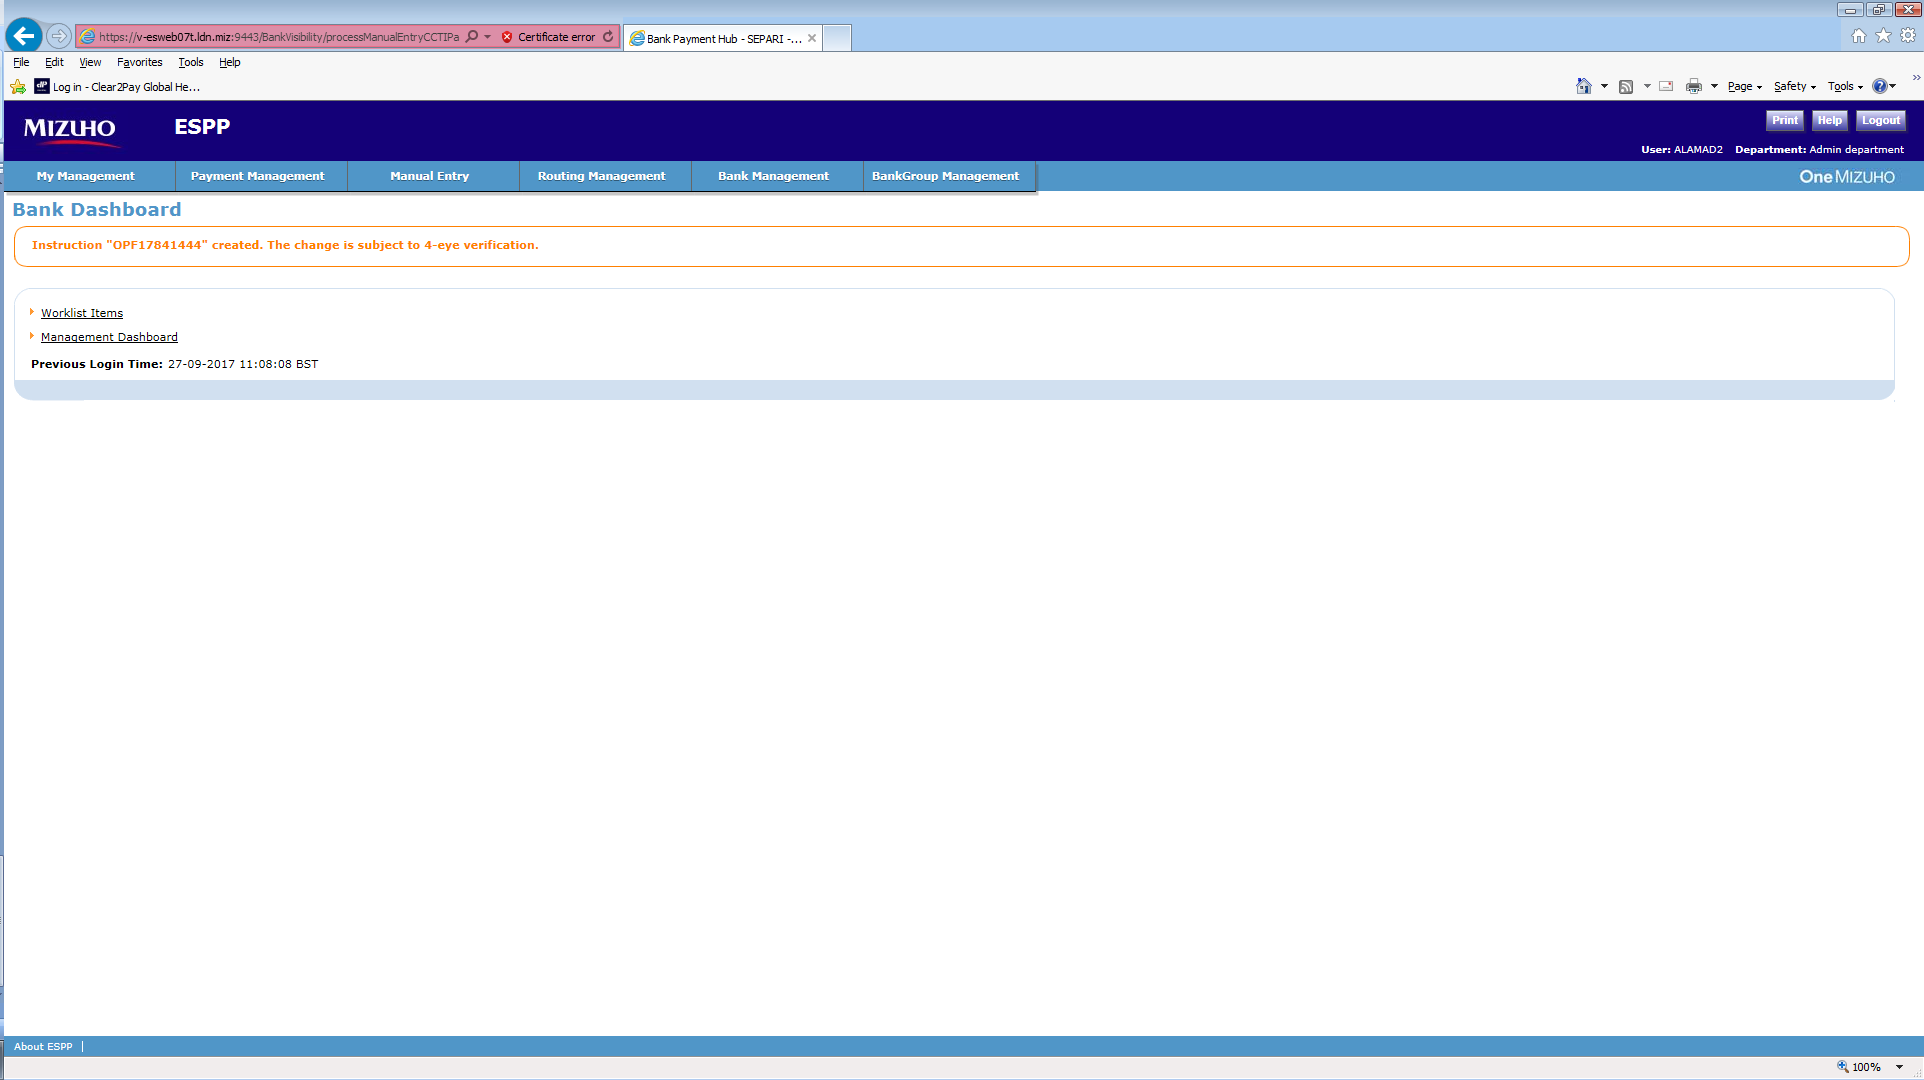 https://v-esweb07t.ldn.miz:9443/BankVisibility/processManualEntryCCTIPa
Certificate error
Bank Payment Hub - SEPARI -...
File Edit View Favorites Tools Help
Log in - Clear2Pay Global He...
Page Safety Tools
MIZUHO
ESPP
Print Help Logout
User: ALAMAD2 Department: Admin department
My Management Payment Management Manual Entry Routing Management Bank Management BankGroup Management
One MIZUHO
Bank Dashboard
Instruction "OPF17841444" created. The change is subject to 4-eye verification.
Worklist Items
Management Dashboard
Previous Login Time: 27-09-2017 11:08:08 BST
About ESPP |
100%